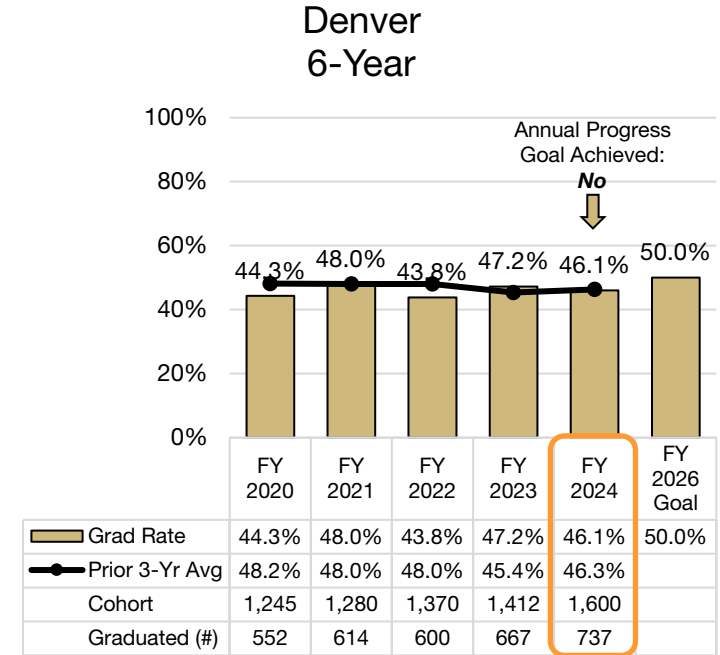 Denver
6-Year
100%
Annual Progress
Goal Achieved:
No
80%
60%
40%
20%
0%
44.3%
48.0%
43.8%
47.2%
46.1%
50.0%
FY 2020
FY 2021
FY 2022
FY 2023
FY 2024
FY 2026 Goal
Grad Rate 44.3% 48.0% 43.8% 47.2% 46.1% 50.0%
Prior 3-Yr Avg 48.2% 48.0% 48.0% 45.4% 46.3%
Cohort 1,245 1,280 1,370 1,412 1,600
Graduated (#) 552 614 600 667 737